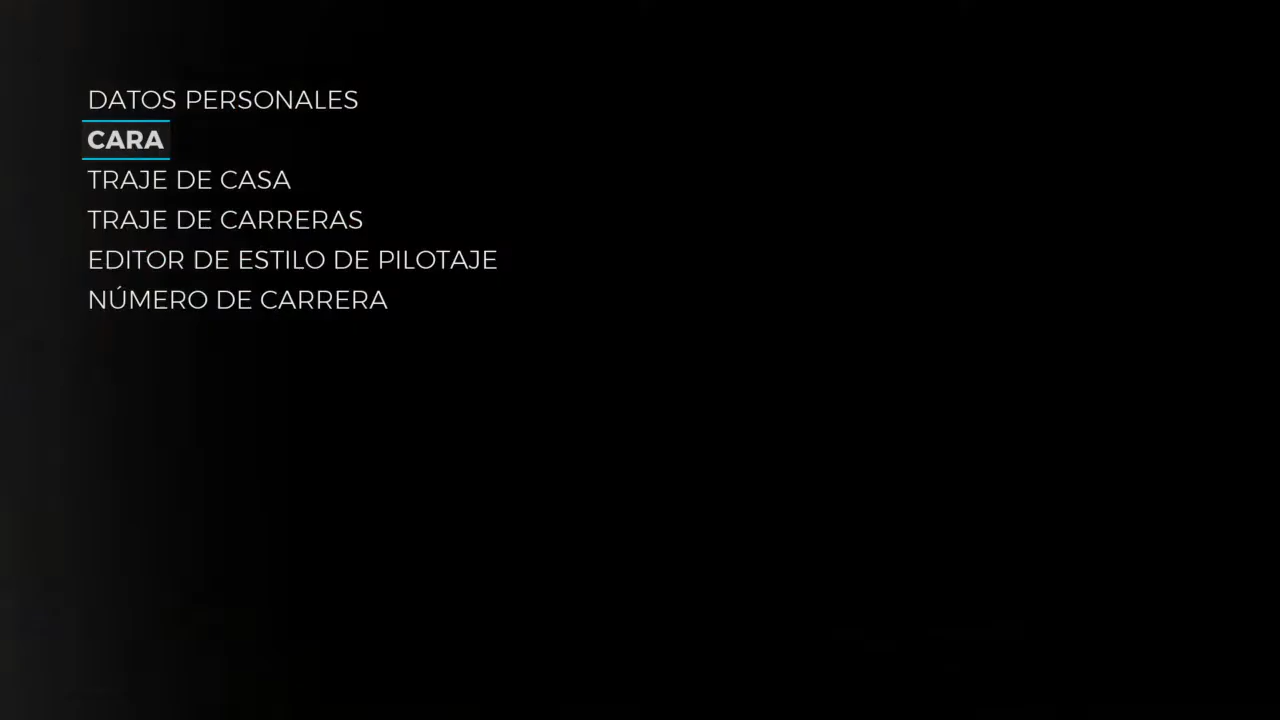 DATOS PERSONALES
CARA
TRAJE DE CASA
TRAJE DE CARRERAS
EDITOR DE ESTILO DE PILOTAJE
NÚMERO DE CARRERA